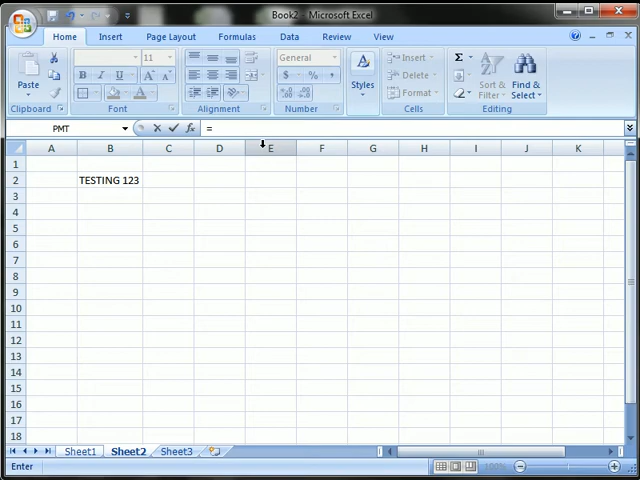 Book2 - Microsoft Excel
Home Insert Page Layout Formulas Data Review View
Paste
11
B I U A A
General
$ % ,
Styles
Insert
Delete
Format
Σ
Sort & Filter
Find & Select
Clipboard Font Alignment Number Cells Editing
PMT fx =
A B C D E F G H I J K
1
2 TESTING 123
3
4
5
6
7
8
9
10
11
12
13
14
15
16
17
18
Sheet1 Sheet2 Sheet3
Enter 100%